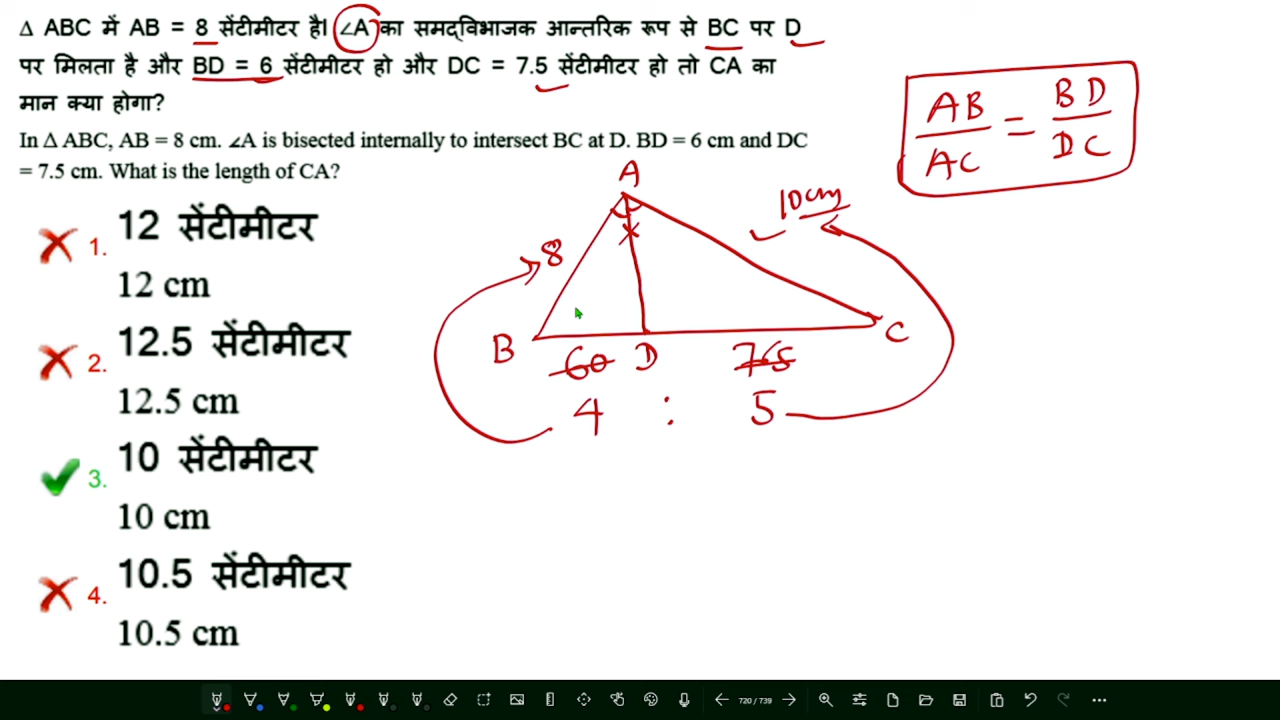 Δ ABC में AB = 8 सेंटीमीटर है। ∠A का समद्विभाजक आन्तरिक रूप से BC पर D
पर मिलता है और BD = 6 सेंटीमीटर हो और DC = 7.5 सेंटीमीटर हो तो CA का
मान क्या होगा?
In Δ ABC, AB = 8 cm. ∠A is bisected internally to intersect BC at D. BD = 6 cm and DC
= 7.5 cm. What is the length of CA?
AB/AC = BD/DC
A
10cm
8
B
D
C
60
75
4 : 5
1. 12 सेंटीमीटर
12 cm
2. 12.5 सेंटीमीटर
12.5 cm
3. 10 सेंटीमीटर
10 cm
4. 10.5 सेंटीमीटर
10.5 cm
720 / 739